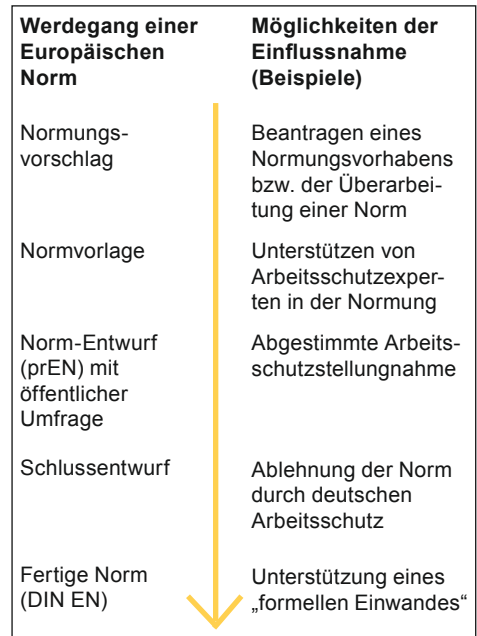 Werdegang einer
Europäischen
Norm
Möglichkeiten der
Einflussnahme
(Beispiele)
Normungs-
vorschlag
Beantragen eines
Normungsvorhabens
bzw. der Überarbei-
tung einer Norm
Normvorlage
Unterstützen von
Arbeitsschutzexper-
ten in der Normung
Norm-Entwurf
(prEN) mit
öffentlicher
Umfrage
Abgestimmte Arbeits-
schutzstellungnahme
Schlussentwurf
Ablehnung der Norm
durch deutschen
Arbeitsschutz
Fertige Norm
(DIN EN)
Unterstützung eines
„formellen Einwandes“